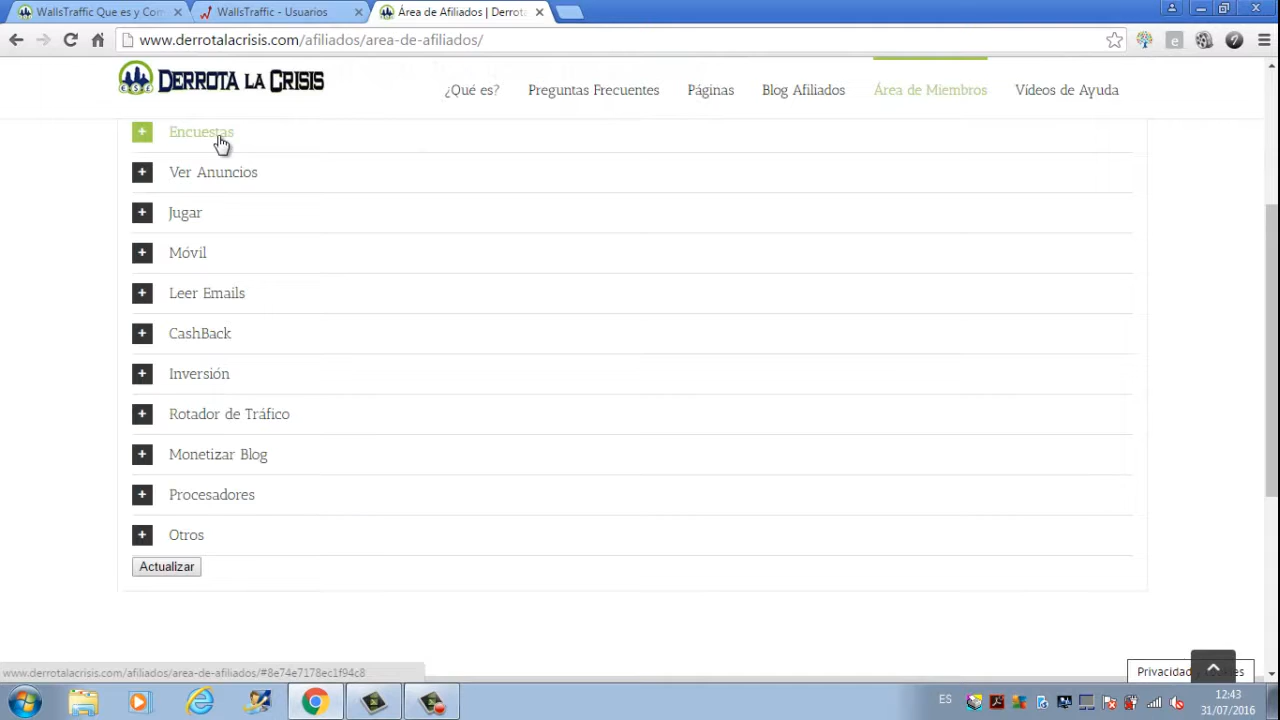 WallsTraffic Que es y Com
WallsTraffic - Usuarios
Área de Afiliados | Derrot
www.derrotalacrisis.com/afiliados/area-de-afiliados/
DERROTA LA CRISIS
¿Qué es?
Preguntas Frecuentes
Páginas
Blog Afiliados
Área de Miembros
Vídeos de Ayuda
Encuestas
Ver Anuncios
Jugar
Móvil
Leer Emails
CashBack
Inversión
Rotador de Tráfico
Monetizar Blog
Procesadores
Otros
Actualizar
www.derrotalacrisis.com/afiliados/area-de-afiliados/#8e74e7178ec1f94c8
Privacidad y Cookies
ES
12:43
31/07/2016